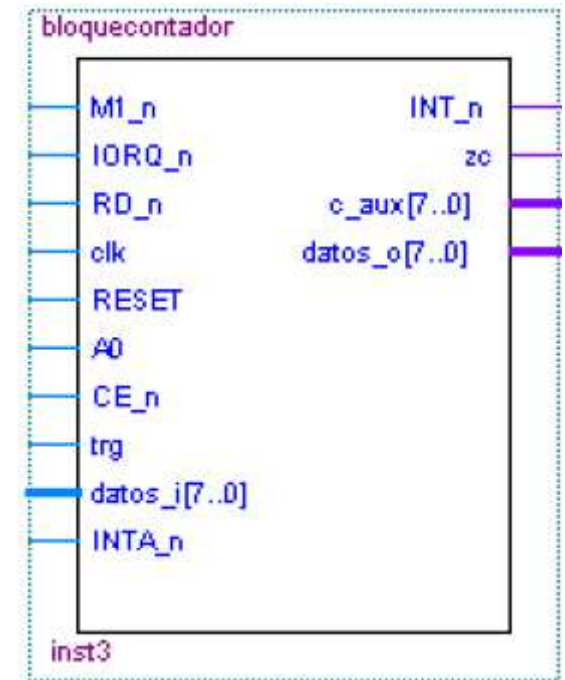 bloquecontador
M1_n INT_n
IORQ_n zc
RD_n c_aux[7..0]
clk datos_o[7..0]
RESET
A0
CE_n
trg
datos_i[7..0]
INTA_n
inst3